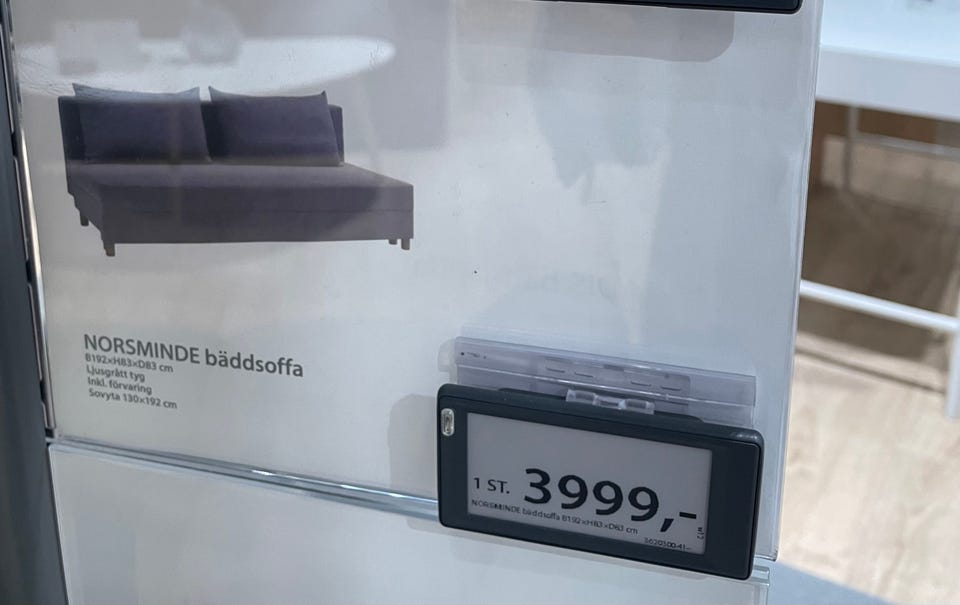 NORSMINDE bäddsoffa
B192×H83×D83 cm
Ljusgrått tyg
Inkl. förvaring
Sovyta 130×192 cm
1 ST. 3999,-
NORSMINDE bäddsoffa B192×H83×D83 cm